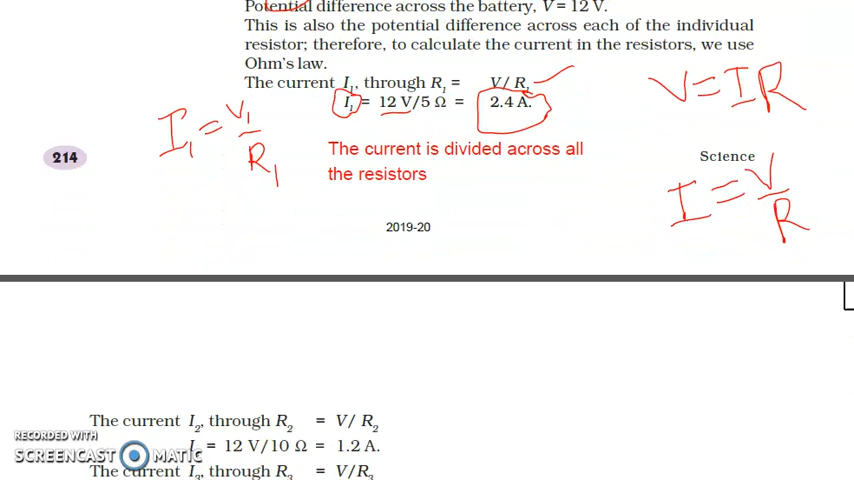 Potential difference across the battery, V = 12 V.
This is also the potential difference across each of the individual
resistor; therefore, to calculate the current in the resistors, we use
Ohm's law.
The current I₁, through R₁ = V/ R₁
I₁ = 12 V/5 Ω = 2.4 A.
V = IR
I₁ = V₁/R₁
The current is divided across all
the resistors
214
Science
I = V/R
2019-20
The current I₂, through R₂ = V/ R₂
= 12 V/10 Ω = 1.2 A.
The current I₃, through R₃ = V/R₃
RECORDED WITH
SCREENCAST MATIC